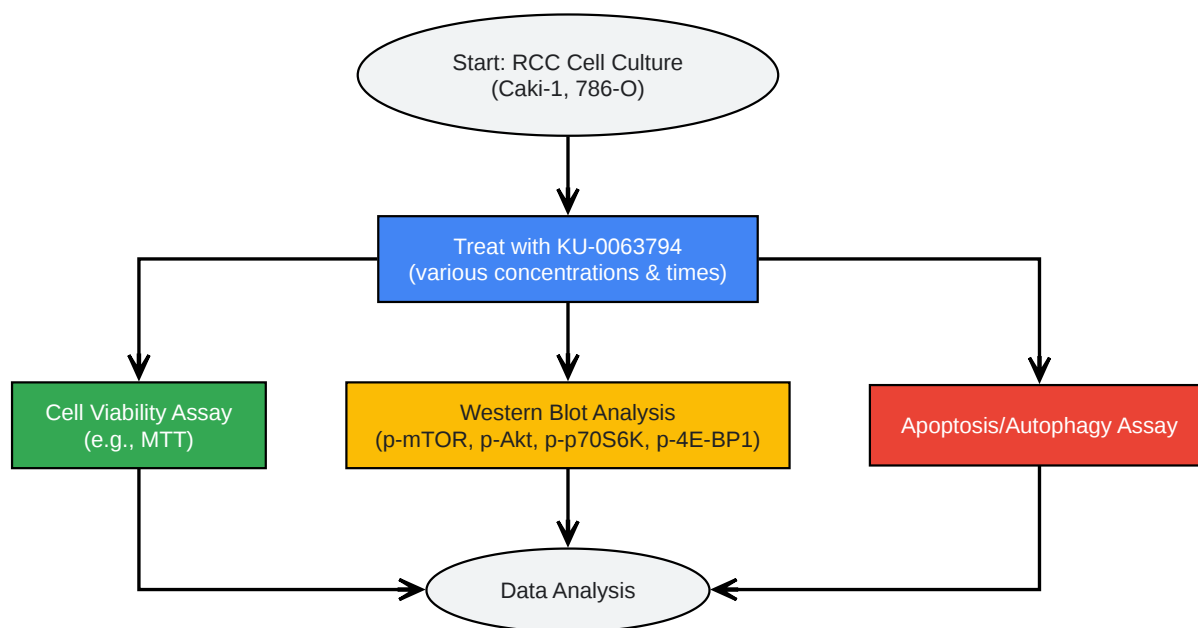 Start: RCC Cell Culture
(Caki-1, 786-O)
Treat with KU-0063794
(various concentrations & times)
Cell Viability Assay
(e.g., MTT)
Western Blot Analysis
(p-mTOR, p-Akt, p-p70S6K, p-4E-BP1)
Apoptosis/Autophagy Assay
Data Analysis